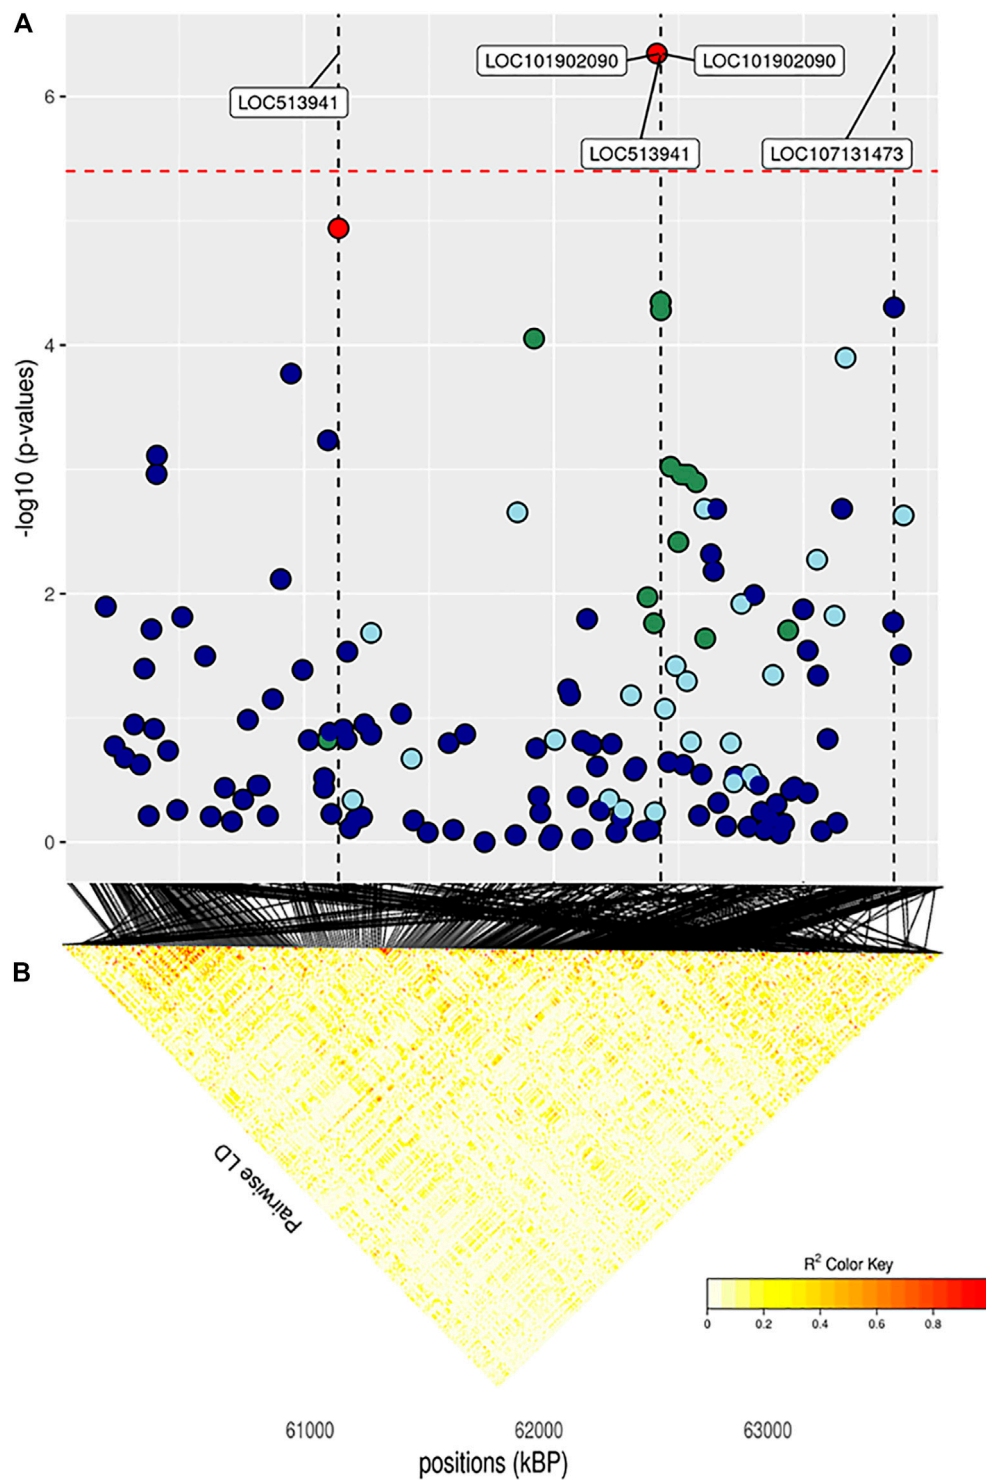 A
LOC101902090
LOC101902090
LOC513941
LOC513941
LOC107131473
6
4
2
0
-log10 (p-values)
B
Pairwise LD
R2 Color Key
0
0.2
0.4
0.6
0.8
61000
62000
63000
positions (kBP)